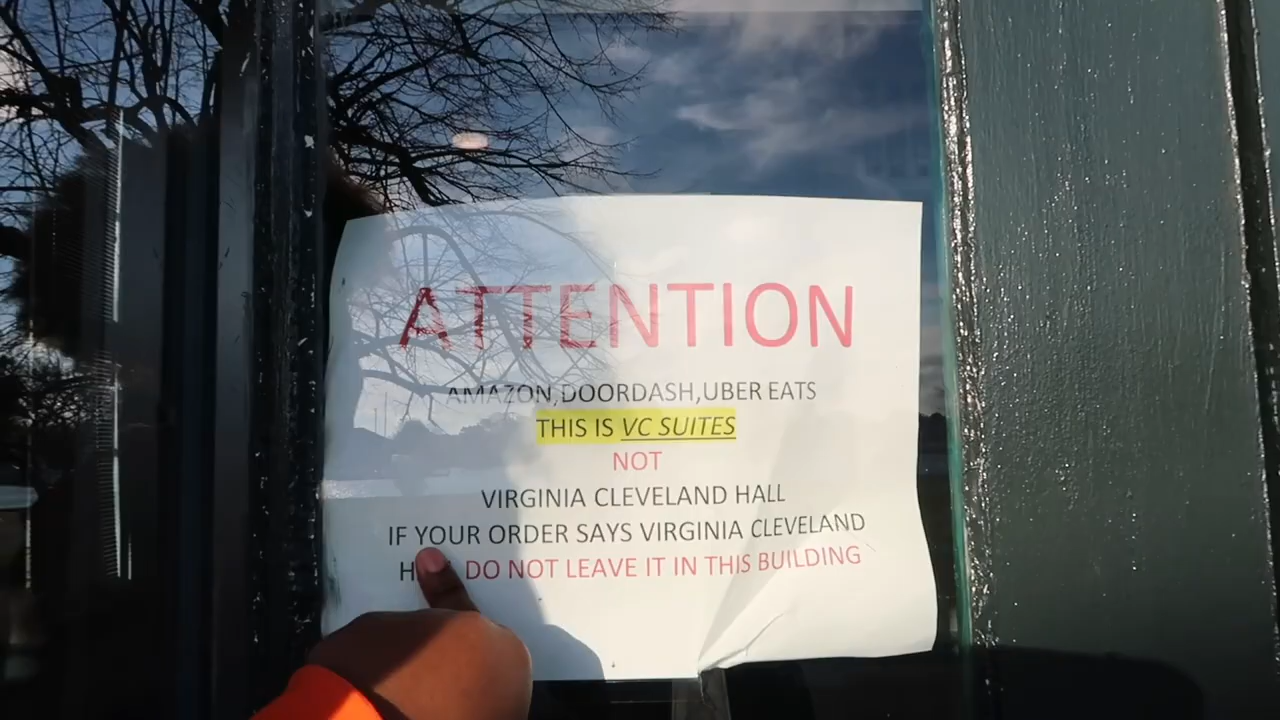 ATTENTION
AMAZON,DOORDASH,UBER EATS
THIS IS VC SUITES
NOT
VIRGINIA CLEVELAND HALL
IF YOUR ORDER SAYS VIRGINIA CLEVELAND
DO NOT LEAVE IT IN THIS BUILDING